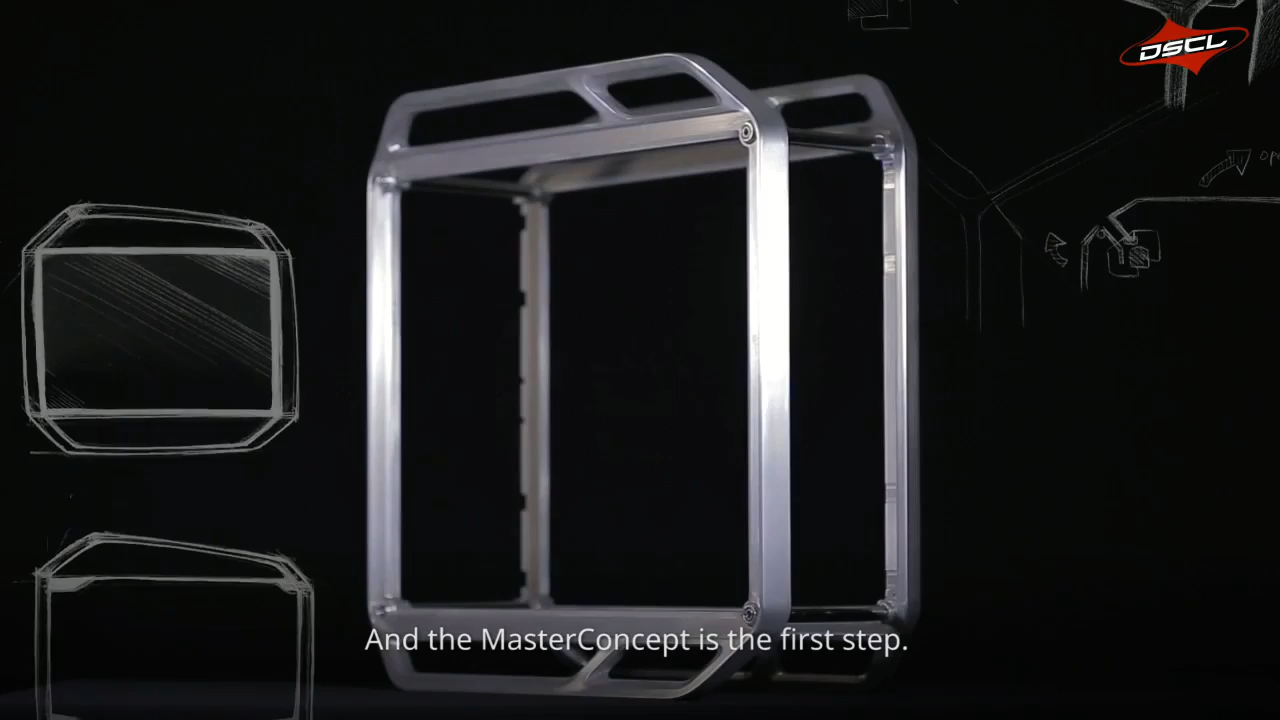 DSCL
And the MasterConcept is the first step.